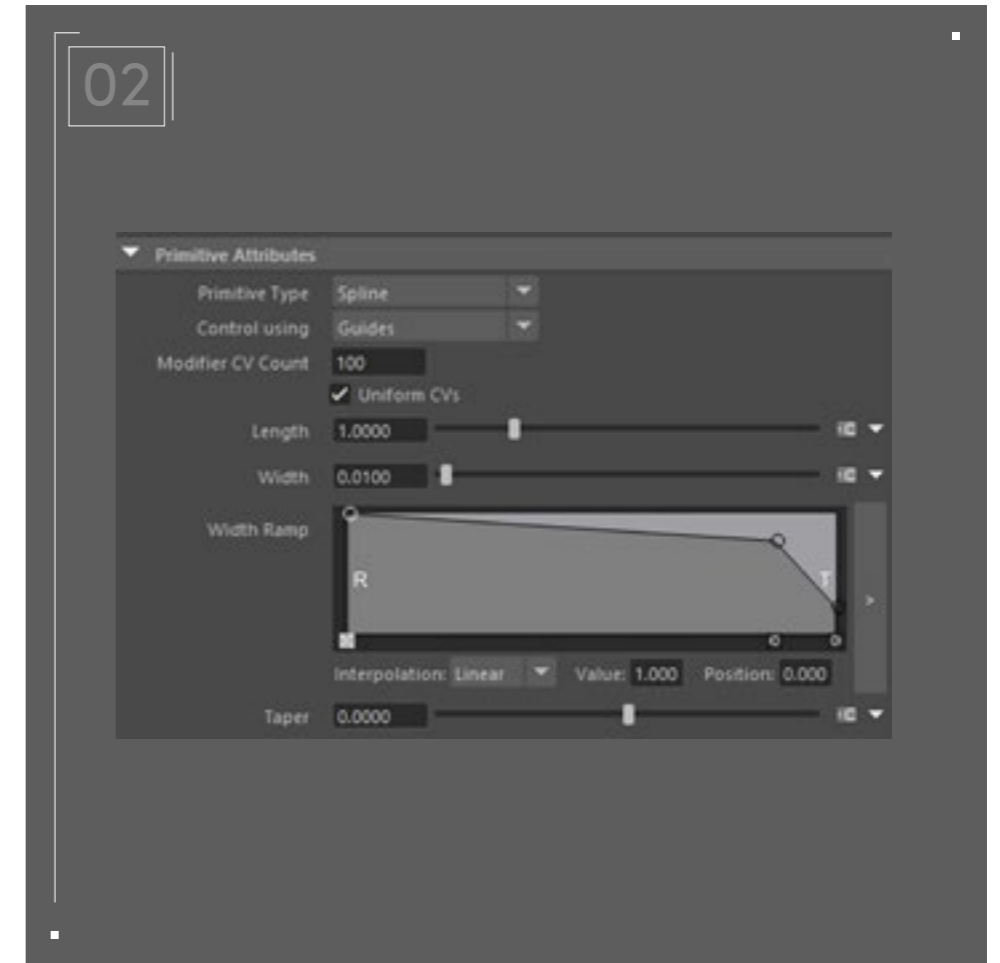 02
Primitive Attributes
Primitive Type Spline
Control using Guides
Modifier CV Count 100
Uniform CVs
Length 1.0000
Width 0.0100
Width Ramp
R T
>
Interpolation: Linear Value: 1.000 Position: 0.000
Taper 0.0000